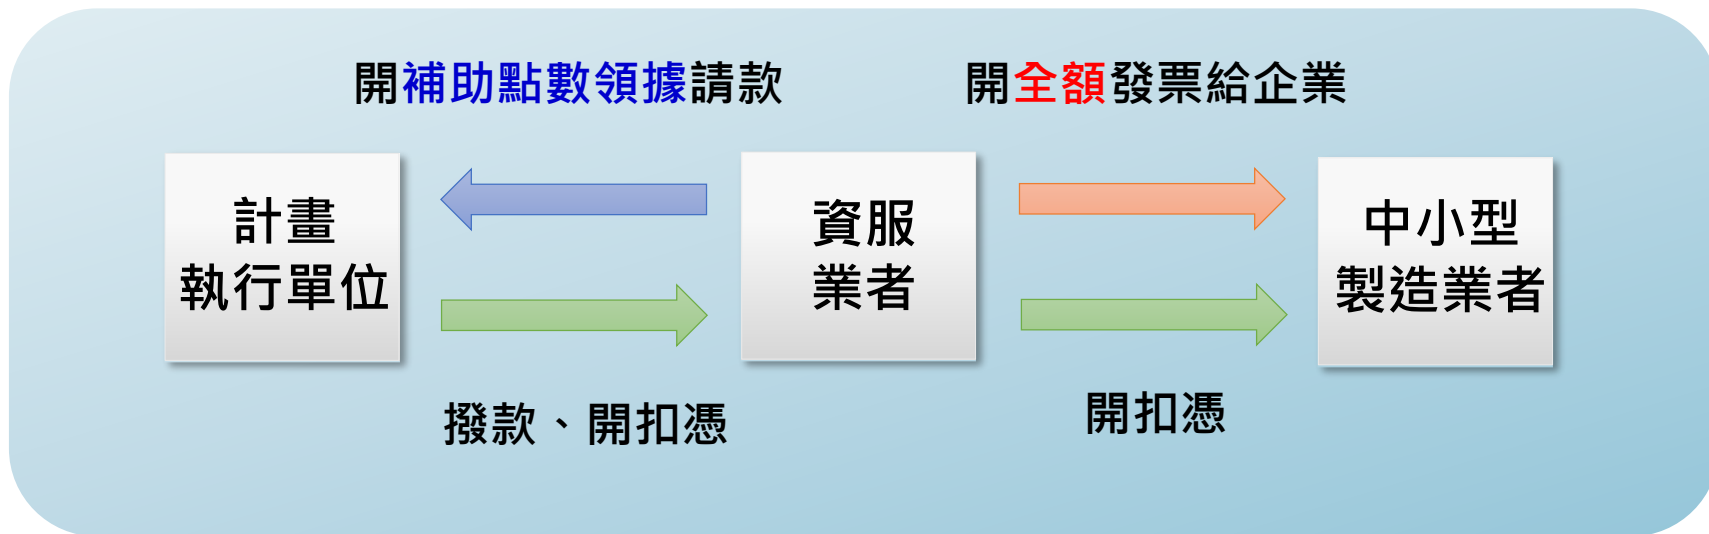 開補助點數領據請款
開全額發票給企業
計畫
執行單位
資服
業者
中小型
製造業者
撥款、開扣憑
開扣憑